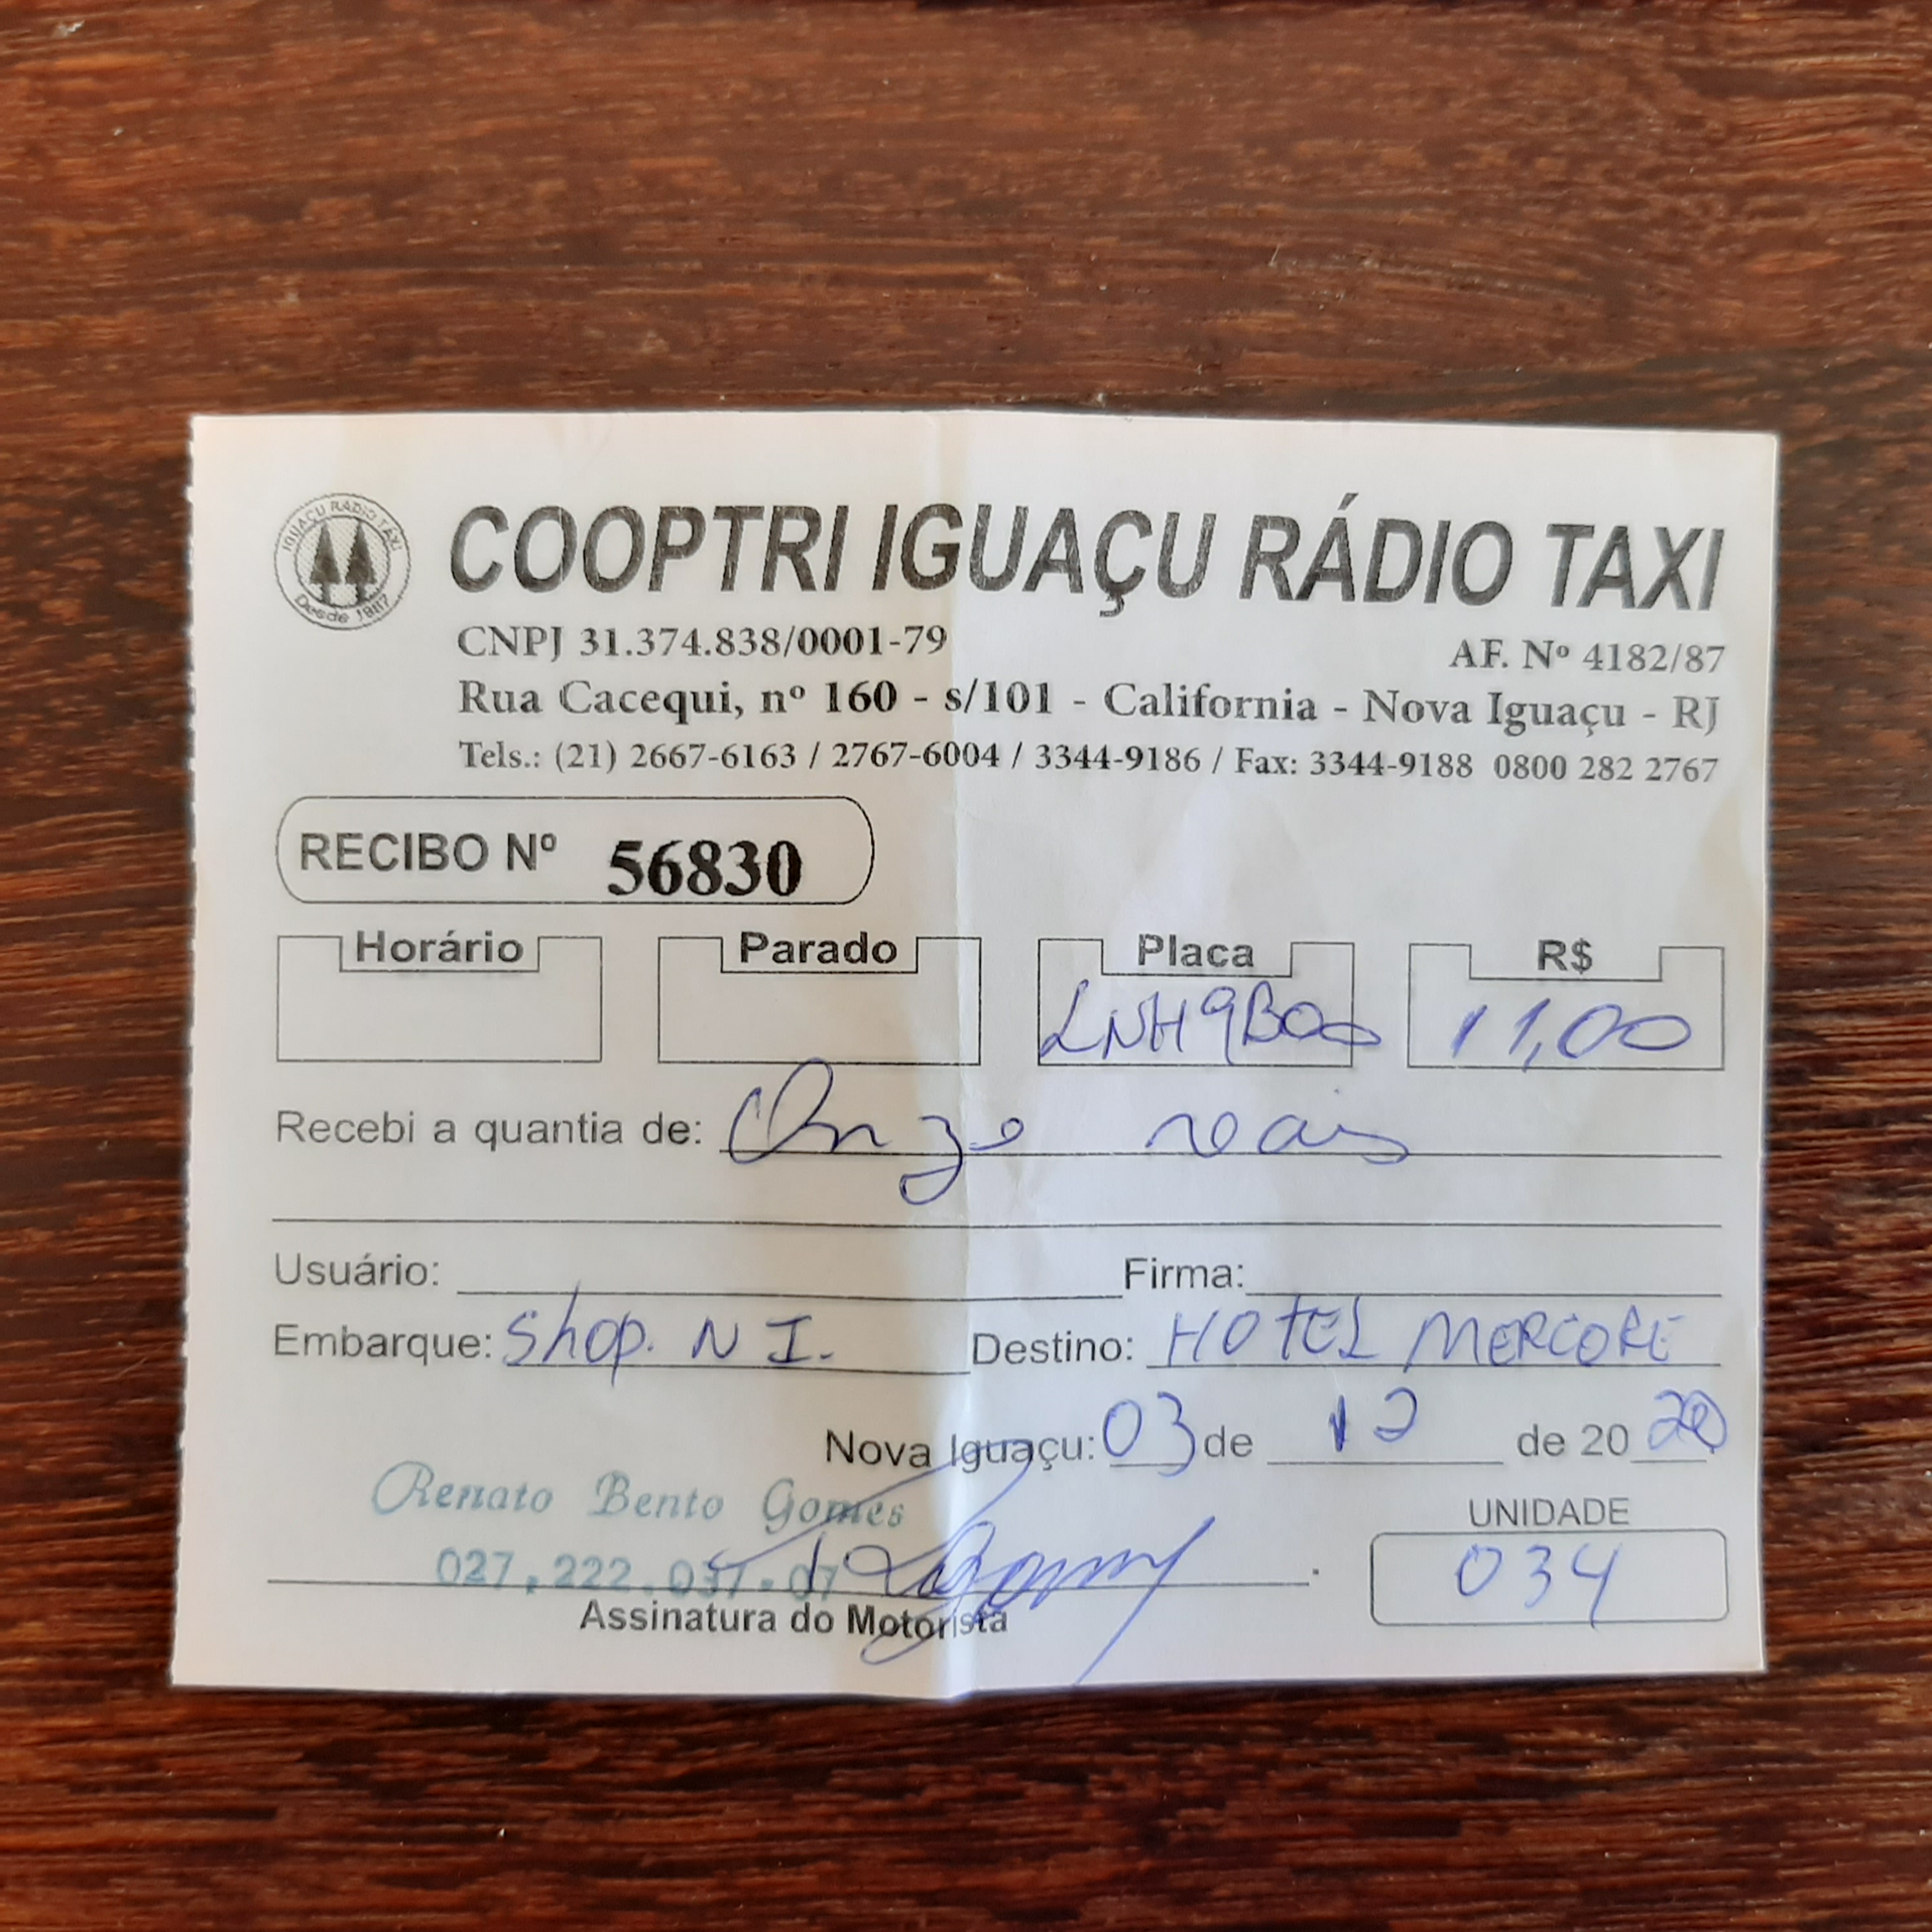 COOPTRI IGUAÇU RÁDIO TAXI
IGUAÇU RÁDIO TÁXI
Desde 1987
CNPJ 31.374.838/0001-79 AF. Nº 4182/87
Rua Cacequi, nº 160 - s/101 - California - Nova Iguaçu - RJ
Tels.: (21) 2667-6163 / 2767-6004 / 3344-9186 / Fax: 3344-9188 0800 282 2767
RECIBO Nº 56830
Horário Parado Placa R$
11,00
Recebi a quantia de: Onze reais
Usuário: Firma:
Embarque: Shop. N I. Destino: HOTEL MERCURE
Nova Iguaçu: 03 de 12 de 2020
Renato Bento Gomes UNIDADE
027.222.037.07 034
Assinatura do Motorista